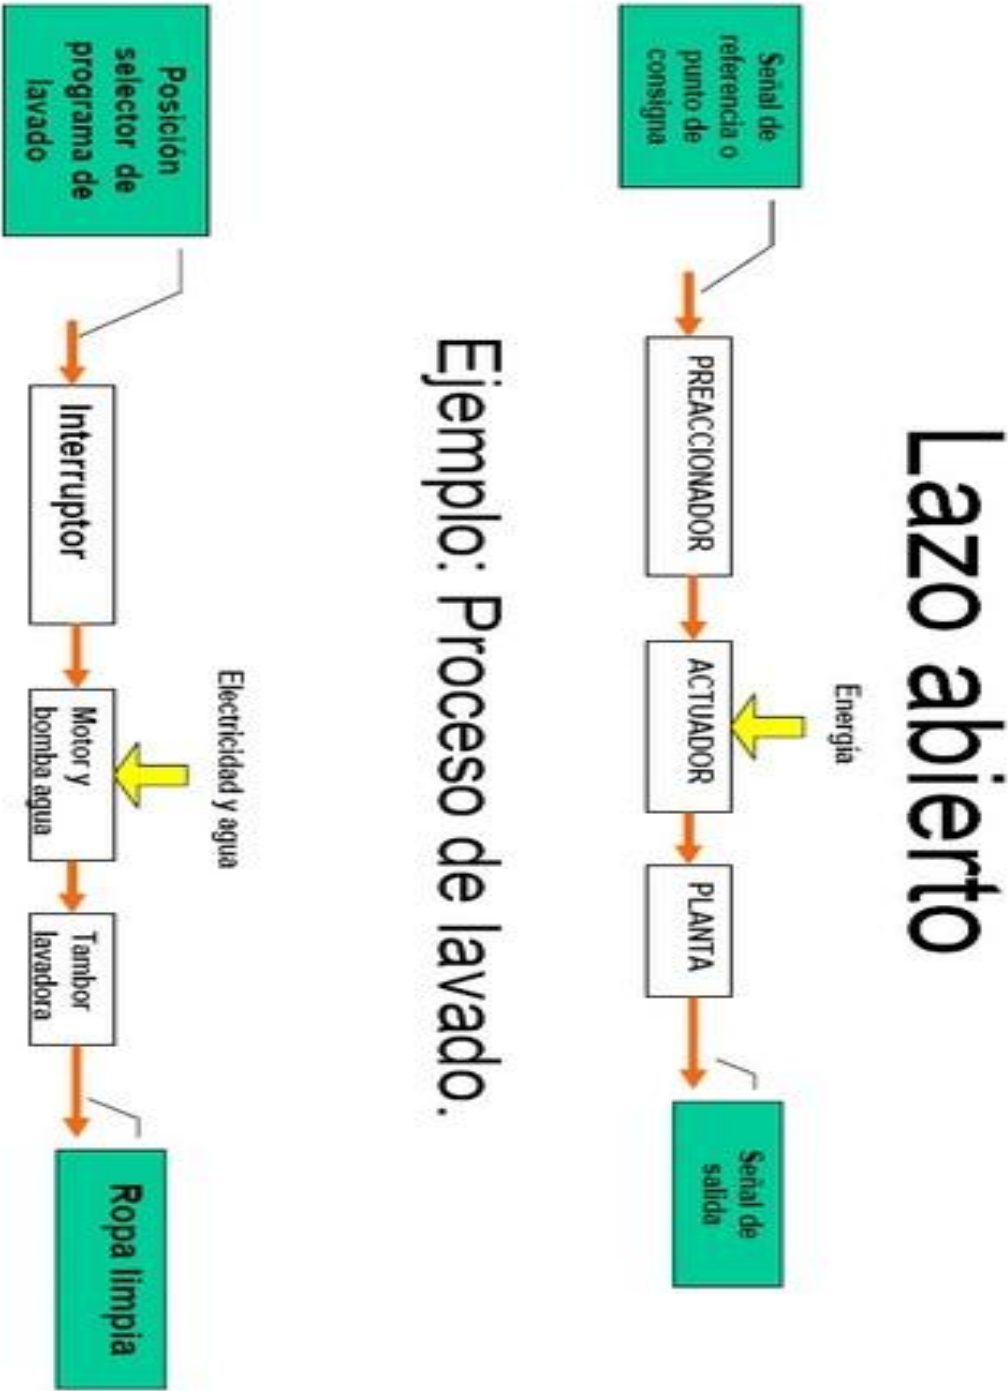 Lazo abierto
Señal de
referencia o
punto de
consigna
PREACCIONADOR
ACTUADOR
Energía
PLANTA
Señal de
salida
Ejemplo: Proceso de lavado.
Posición
selector de
programa de
lavado
Interruptor
Electricidad y agua
Motor y
bomba agua
Tambor
lavadora
Ropa limpia